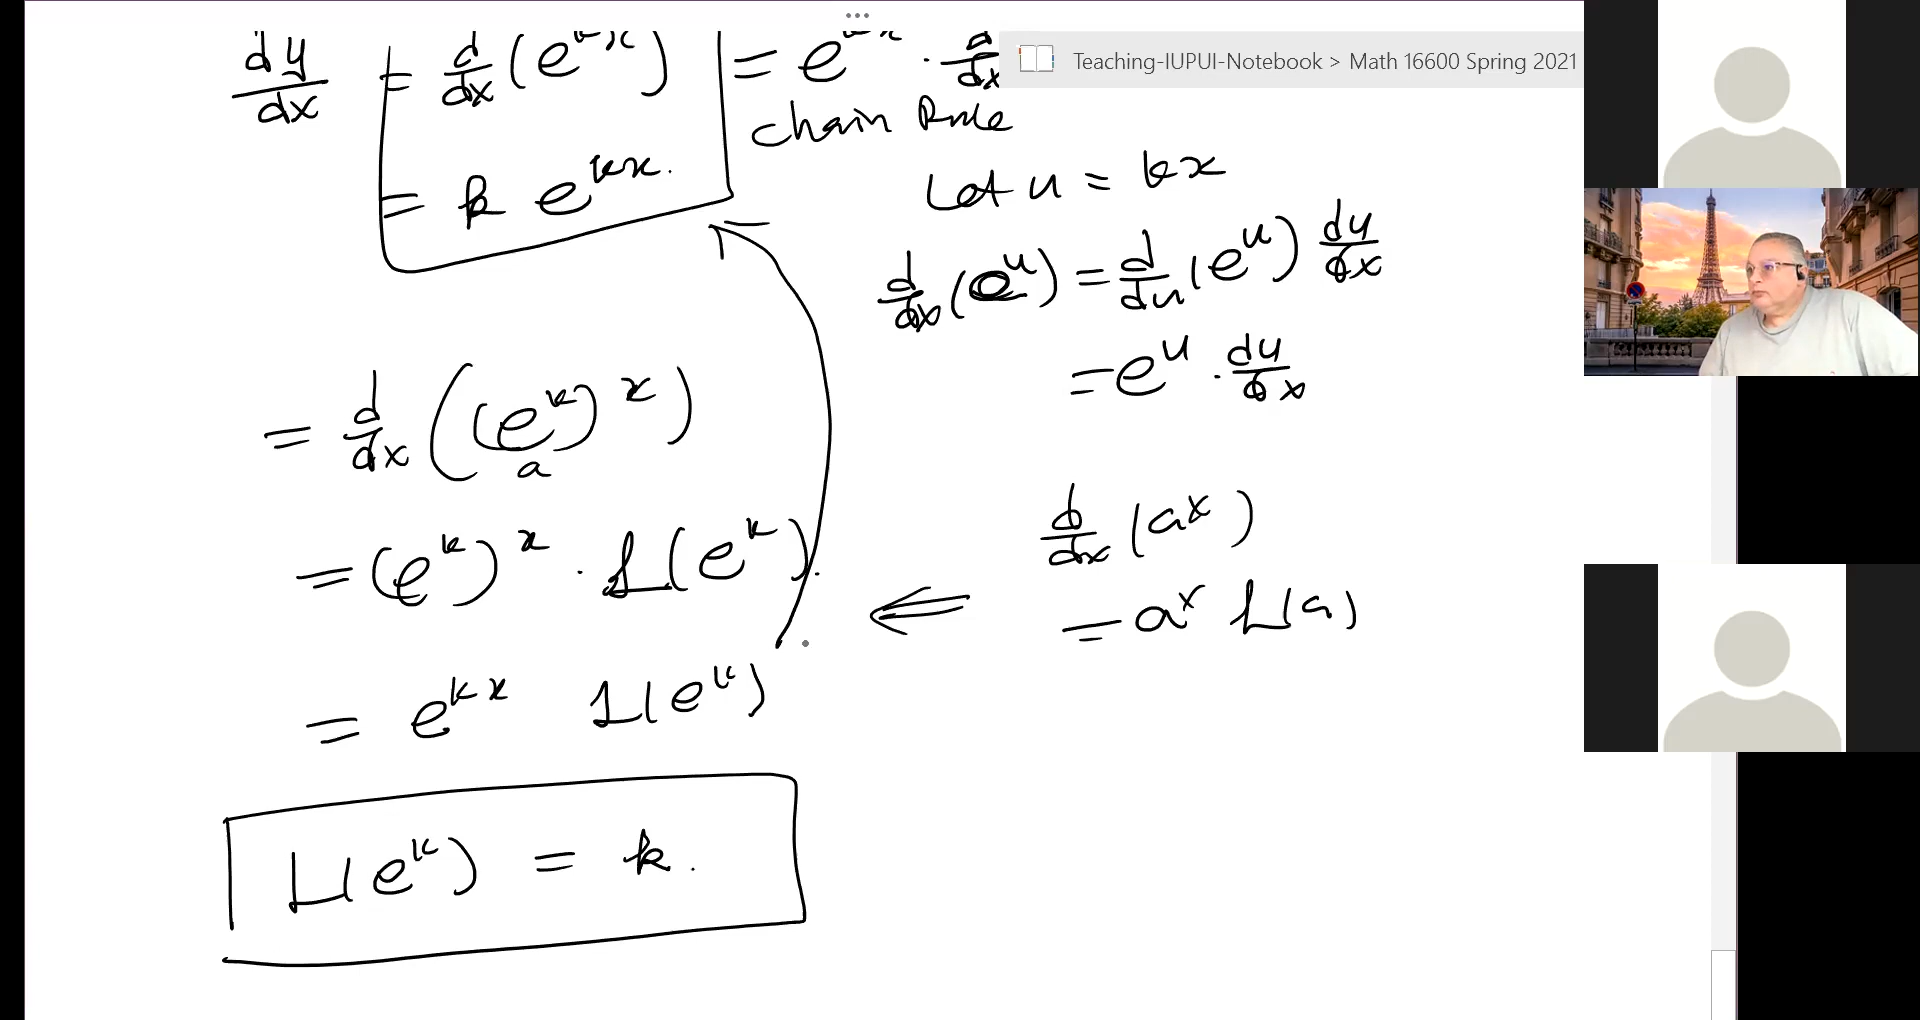 dy/dx = d/dx (e^kx) = e^kx · d/dx
Teaching-IUPUI-Notebook > Math 16600 Spring 2021
Chain Rule
= k e^kx.
Let u = kx
d/dx (e^u) = d/du (e^u) du/dx
= e^u · du/dx
= d/dx ((e^k)^x)
a
= (e^k)^x · L(e^k).
d/dx (a^x)
= a^x L(a)
= e^kx L(e^k)
L(e^k) = k.